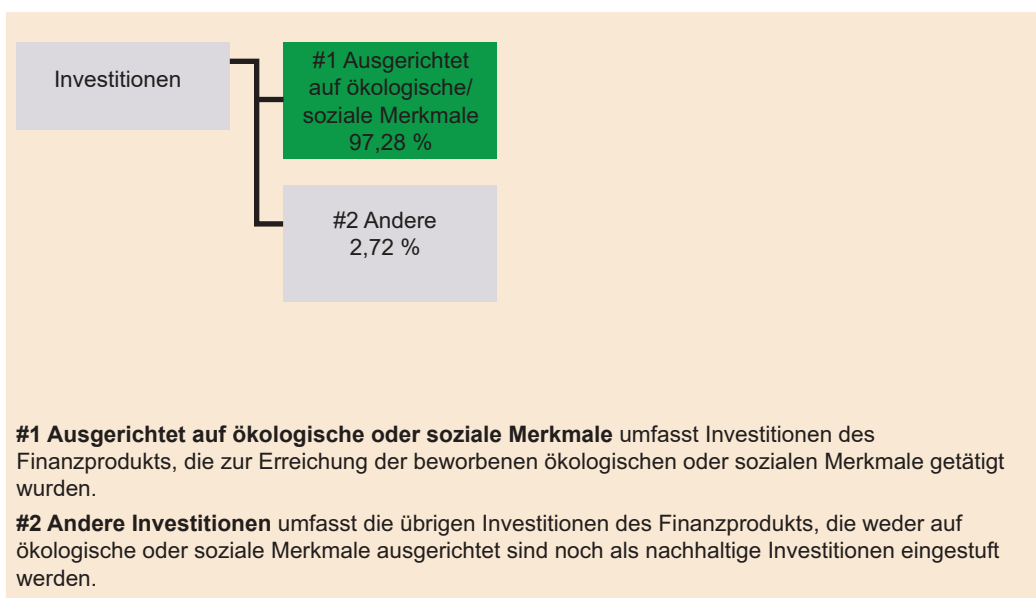 Investitionen
#1 Ausgerichtet
auf ökologische/
soziale Merkmale
97,28 %
#2 Andere
2,72 %
#1 Ausgerichtet auf ökologische oder soziale Merkmale umfasst Investitionen des
Finanzprodukts, die zur Erreichung der beworbenen ökologischen oder sozialen Merkmale getätigt
wurden.
#2 Andere Investitionen umfasst die übrigen Investitionen des Finanzprodukts, die weder auf
ökologische oder soziale Merkmale ausgerichtet sind noch als nachhaltige Investitionen eingestuft
werden.